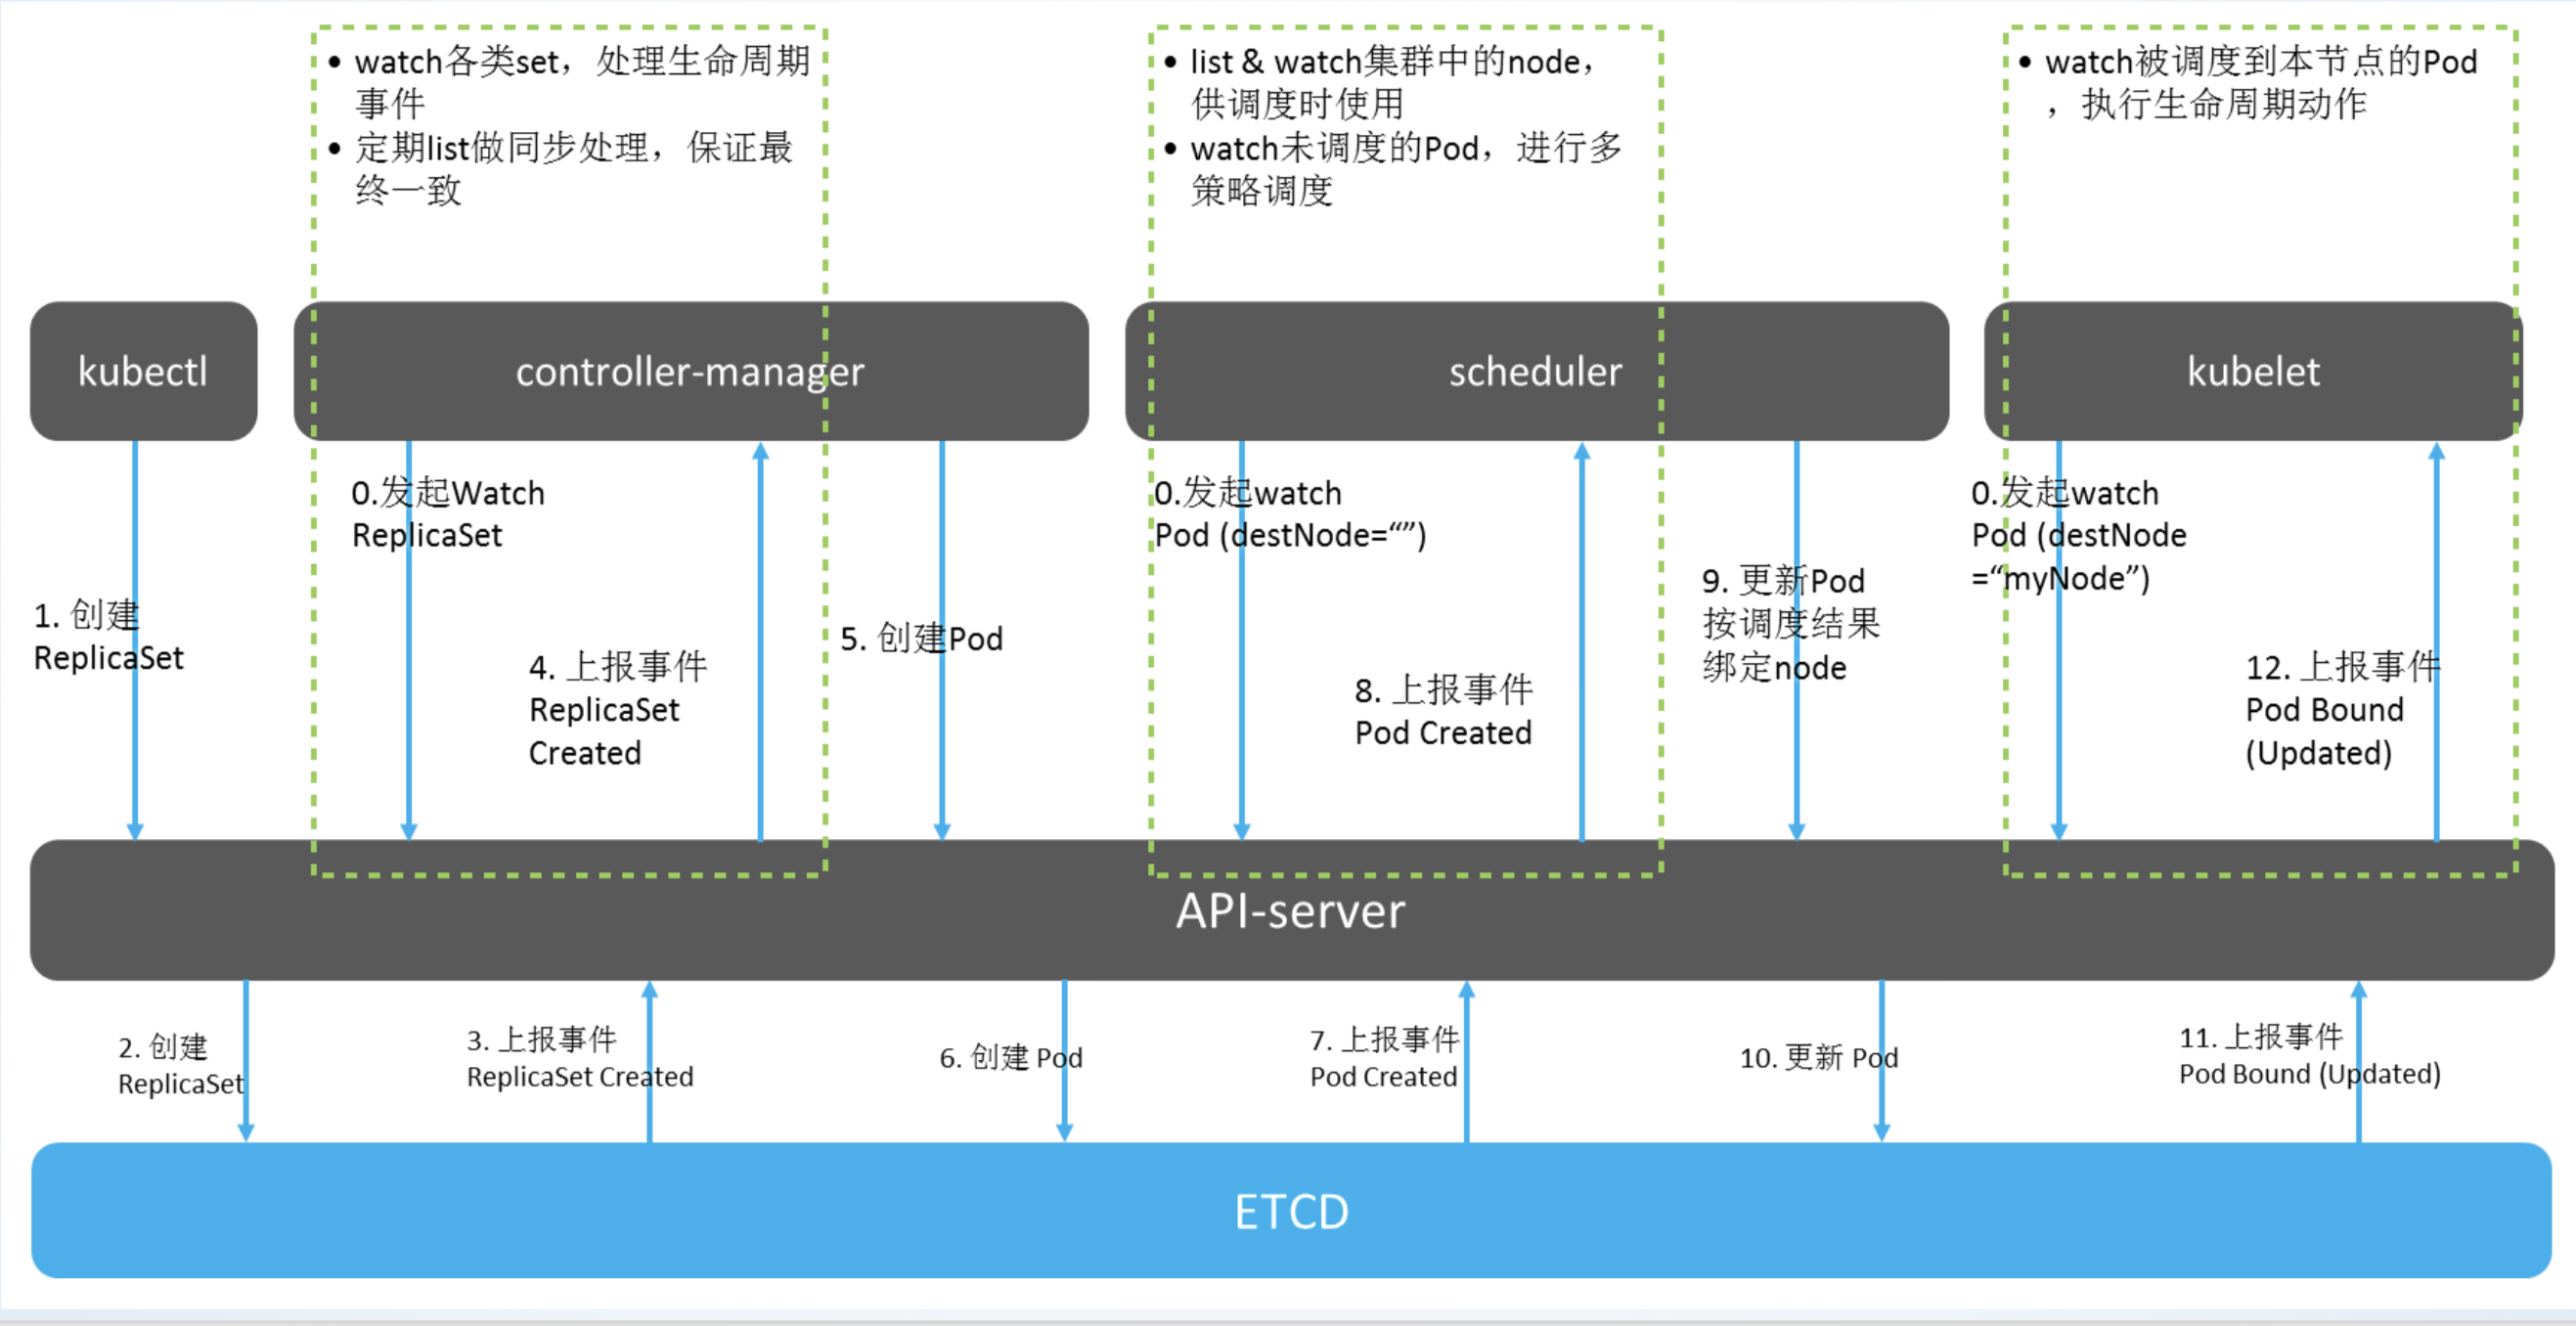 • watch各类set，处理生命周期
事件
• 定期list做同步处理，保证最
终一致
• list & watch集群中的node，
供调度时使用
• watch未调度的Pod，进行多
策略调度
• watch被调度到本节点的Pod
，执行生命周期动作
kubectl
controller-manager
scheduler
kubelet
1. 创建
ReplicaSet
0.发起Watch
ReplicaSet
4. 上报事件
ReplicaSet
Created
5. 创建Pod
0.发起watch
Pod (destNode=“”)
8. 上报事件
Pod Created
9. 更新Pod
按调度结果
绑定node
0.发起watch
Pod (destNode
=“myNode”)
12. 上报事件
Pod Bound
(Updated)
API-server
2. 创建
ReplicaSet
3. 上报事件
ReplicaSet Created
6. 创建 Pod
7. 上报事件
Pod Created
10. 更新 Pod
11. 上报事件
Pod Bound (Updated)
ETCD